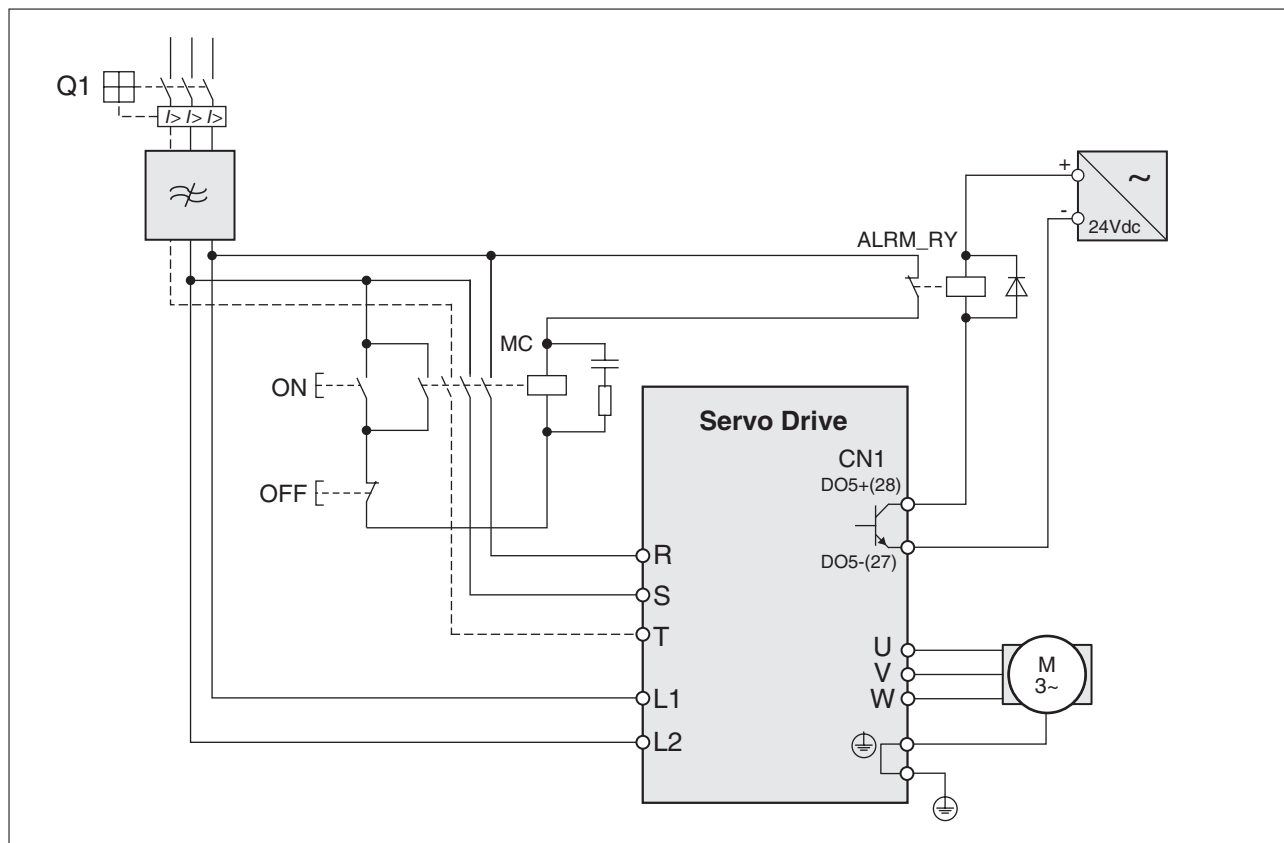 Q1
I> I> I>
+
~
-
24Vdc
ALRM_RY
MC
ON
Servo Drive
CN1
DO5+(28)
OFF
DO5-(27)
R
S
T
U
V
W
M
3~
L1
L2